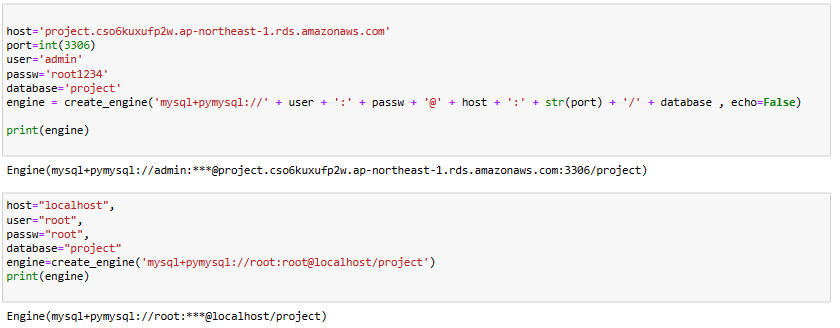 host='project.cso6kuxufp2w.ap-northeast-1.rds.amazonaws.com'
port=int(3306)
user='admin'
passw='root1234'
database='project'
engine = create_engine('mysql+pymysql://' + user + ':' + passw + '@' + host + ':' + str(port) + '/' + database , echo=False)
print(engine)
Engine(mysql+pymysql://admin:***@project.cso6kuxufp2w.ap-northeast-1.rds.amazonaws.com:3306/project)
host="localhost",
user="root",
passw="root",
database="project"
engine=create_engine('mysql+pymysql://root:root@localhost/project')
print(engine)
Engine(mysql+pymysql://root:***@localhost/project)